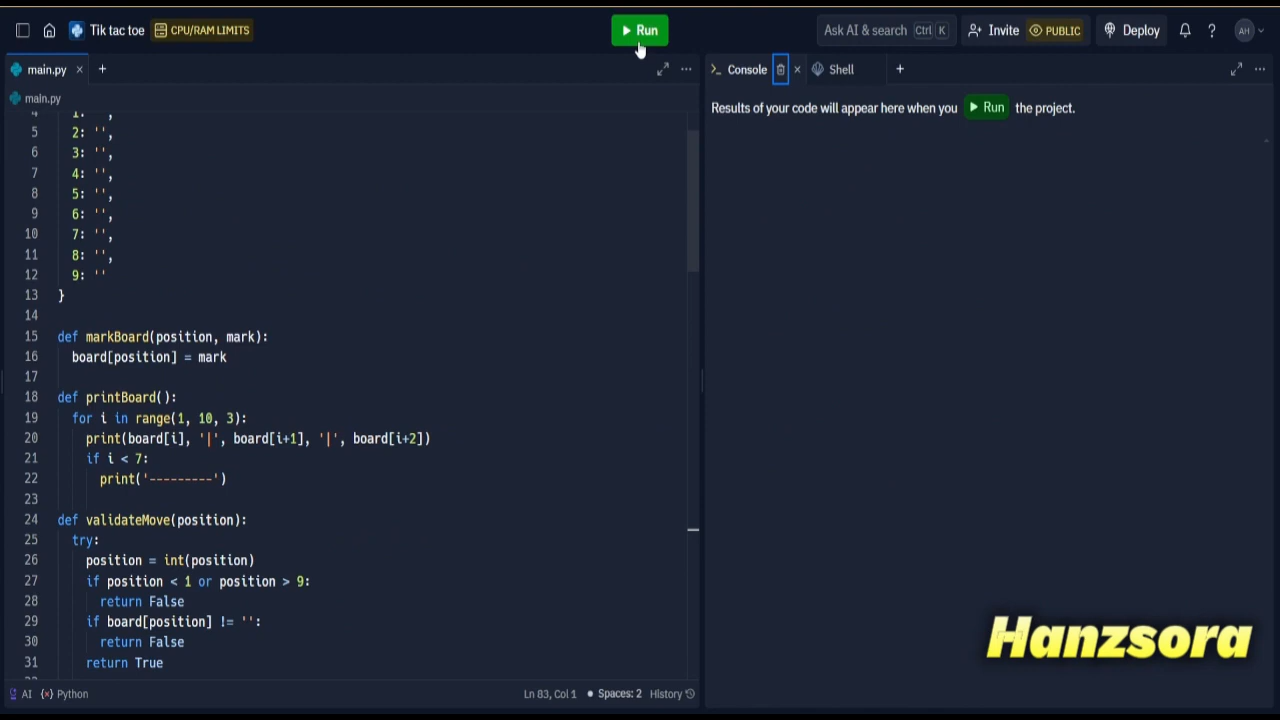 Tik tac toe CPU/RAM LIMITS Run Ask AI & search Ctrl K Invite PUBLIC Deploy ? AH
main.py × + ··· >_ Console × Shell + ···
main.py
Results of your code will appear here when you Run the project.
4 1: '',
5 2: '',
6 3: '',
7 4: '',
8 5: '',
9 6: '',
10 7: '',
11 8: '',
12 9: ''
13 }
14
15 def markBoard(position, mark):
16 board[position] = mark
17
18 def printBoard():
19 for i in range(1, 10, 3):
20 print(board[i], '|', board[i+1], '|', board[i+2])
21 if i < 7:
22 print('---------')
23
24 def validateMove(position):
25 try:
26 position = int(position)
27 if position < 1 or position > 9:
28 return False
29 if board[position] != '':
30 return False
31 return True
Hanzsora
AI {×} Python Ln 83, Col 1 • Spaces: 2 History